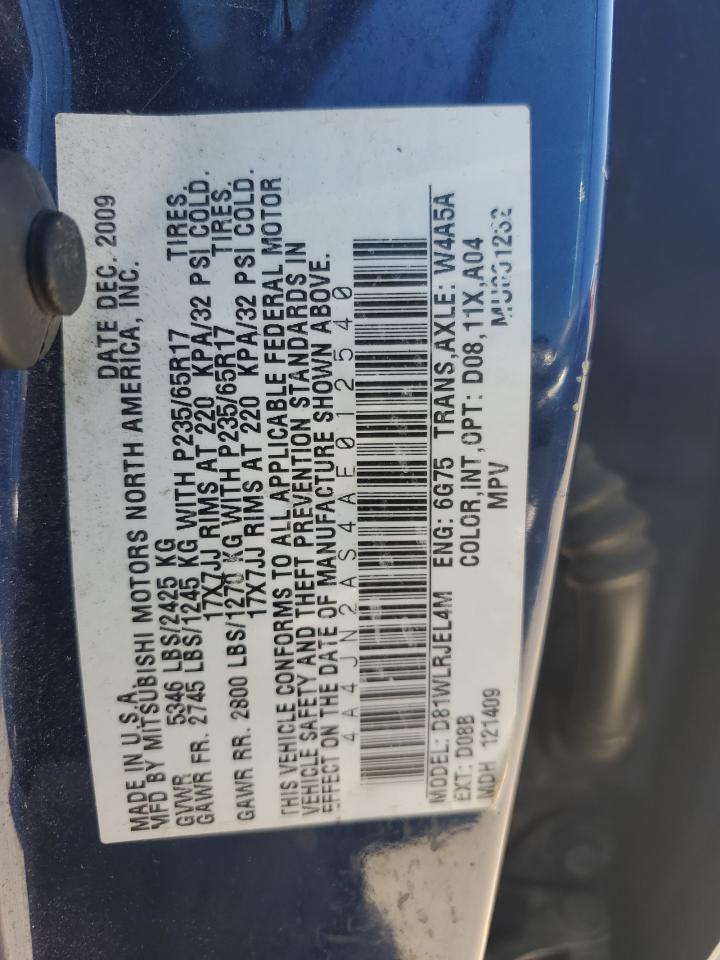 MADE IN U.S.A. DATE DEC. 2009
MFD BY MITSUBISHI MOTORS NORTH AMERICA, INC.
GVWR 5346 LBS/2425 KG
GAWR FR. 2745 LBS/1245 KG WITH P235/65R17 TIRES,
17X7JJ RIMS AT 220 KPA/32 PSI COLD.
GAWR RR. 2800 LBS/1270 KG WITH P235/65R17 TIRES,
17X7JJ RIMS AT 220 KPA/32 PSI COLD.
THIS VEHICLE CONFORMS TO ALL APPLICABLE FEDERAL MOTOR
VEHICLE SAFETY AND THEFT PREVENTION STANDARDS IN
EFFECT ON THE DATE OF MANUFACTURE SHOWN ABOVE.
4A4JN2AS4AE012540
MODEL: D81WLRJEL4M ENG: 6G75 TRANS,AXLE: W4A5A
EXT: D08B COLOR,INT,OPT: D08,11X,A04
MDH 121409 MPV